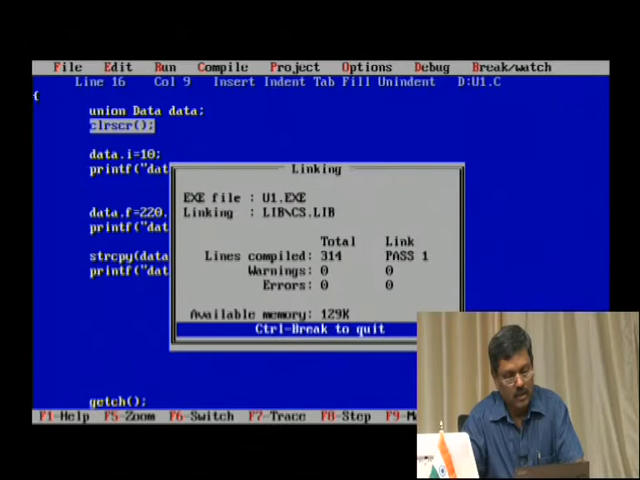 File Edit Run Compile Project Options Debug Break/watch
Line 16 Col 9 Insert Indent Tab Fill Unindent D:U1.C
{
union Data data;
clrscr();
data.i=10;
printf("dat
data.f=220.
printf("dat
strcpy(data
printf("dat
getch();
Linking
EXE file : U1.EXE
Linking : LIB\CS.LIB
Total Link
Lines compiled: 314 PASS 1
Warnings: 0 0
Errors: 0 0
Available memory: 129K
Ctrl-Break to quit
F1-Help F5-Zoom F6-Switch F7-Trace F8-Step F9-M